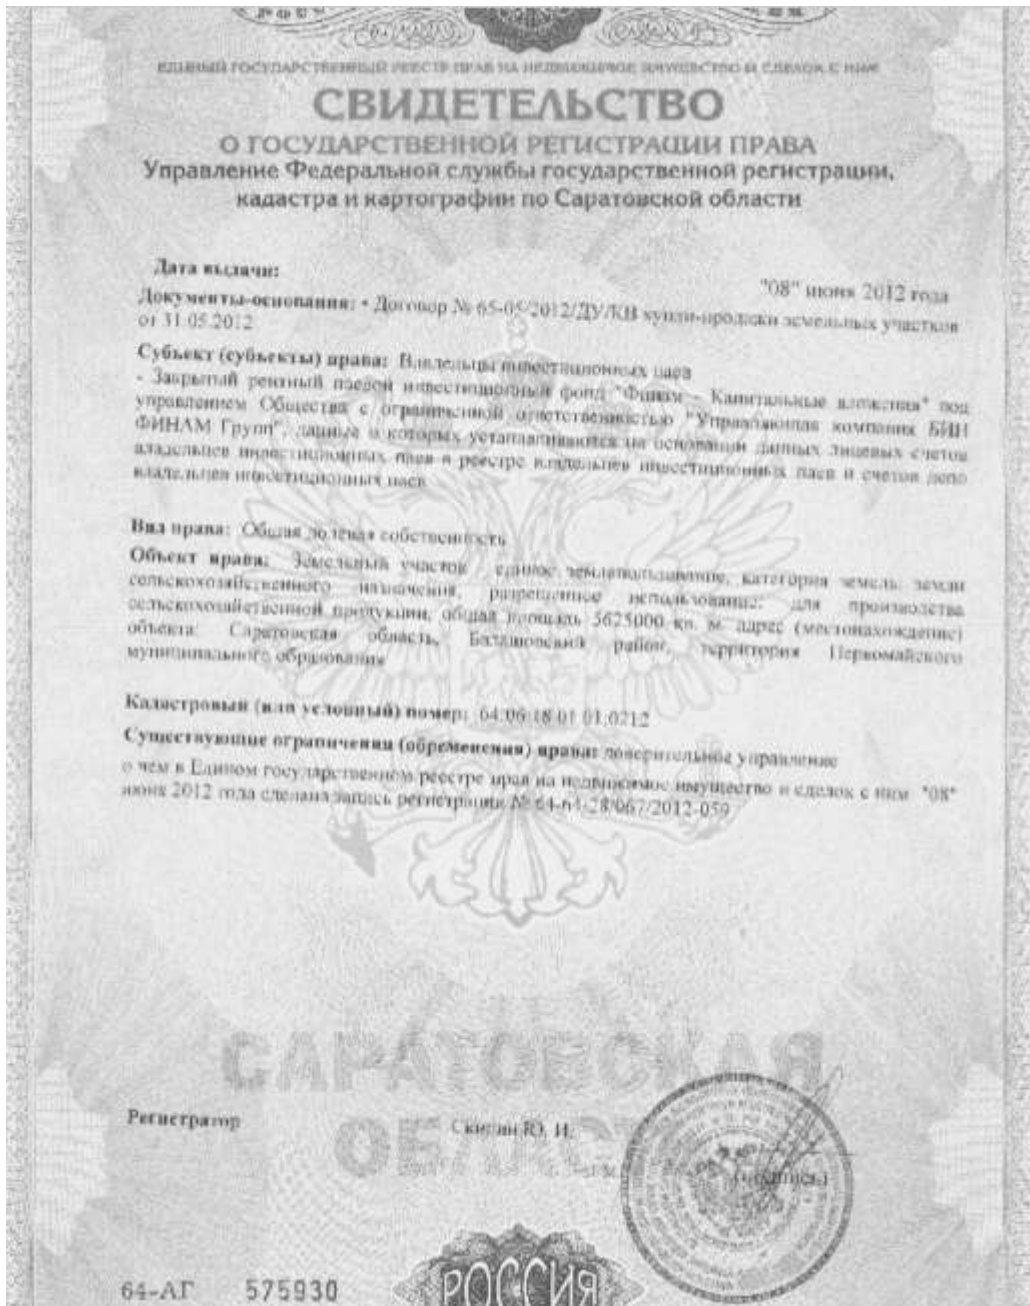 ЕДИНЫЙ ГОСУДАРСТВЕННЫЙ РЕЕСТР ПРАВ НА НЕДВИЖИМОЕ ИМУЩЕСТВО И СДЕЛОК С НИМ
СВИДЕТЕЛЬСТВО
О ГОСУДАРСТВЕННОЙ РЕГИСТРАЦИИ ПРАВА
Управление Федеральной службы государственной регистрации,
кадастра и картографии по Саратовской области
Дата выдачи:
"08" июня 2012 года
Документы-основания: • Договор № 65-05/2012/ДУ/КВ купли-продажи земельных участков
от 31.05.2012
Субъект (субъекты) права: Владельцы инвестиционных паев
- Закрытый рентный паевой инвестиционный фонд "Финам – Капитальные вложения" под
управлением Общества с ограниченной ответственностью "Управляющая компания БИН
ФИНАМ Групп", данные о которых устанавливаются на основании данных лицевых счетов
владельцев инвестиционных паев в реестре владельцев инвестиционных паев и счетов депо
владельцев инвестиционных паев
Вид права: Общая долевая собственность
Объект права: Земельный участок единое землепользование, категория земель: земли
сельскохозяйственного назначения, разрешенное использование: для производства
сельскохозяйственной продукции, общая площадь 5625000 кв. м, адрес (местонахождение)
объекта: Саратовская область, Балашовский район, территория Первомайского
муниципального образования
Кадастровый (или условный) номер: 64:06:18 01 01:0212
Существующие ограничения (обременения) права: доверительное управление
о чем в Едином государственном реестре прав на недвижимое имущество и сделок с ним "08"
июня 2012 года сделана запись регистрации № 64-64-28/067/2012-059
САРАТОВСКАЯ
Регистратор
Ю. И.
(подпись)
64-АГ 575930
РОССИЯ